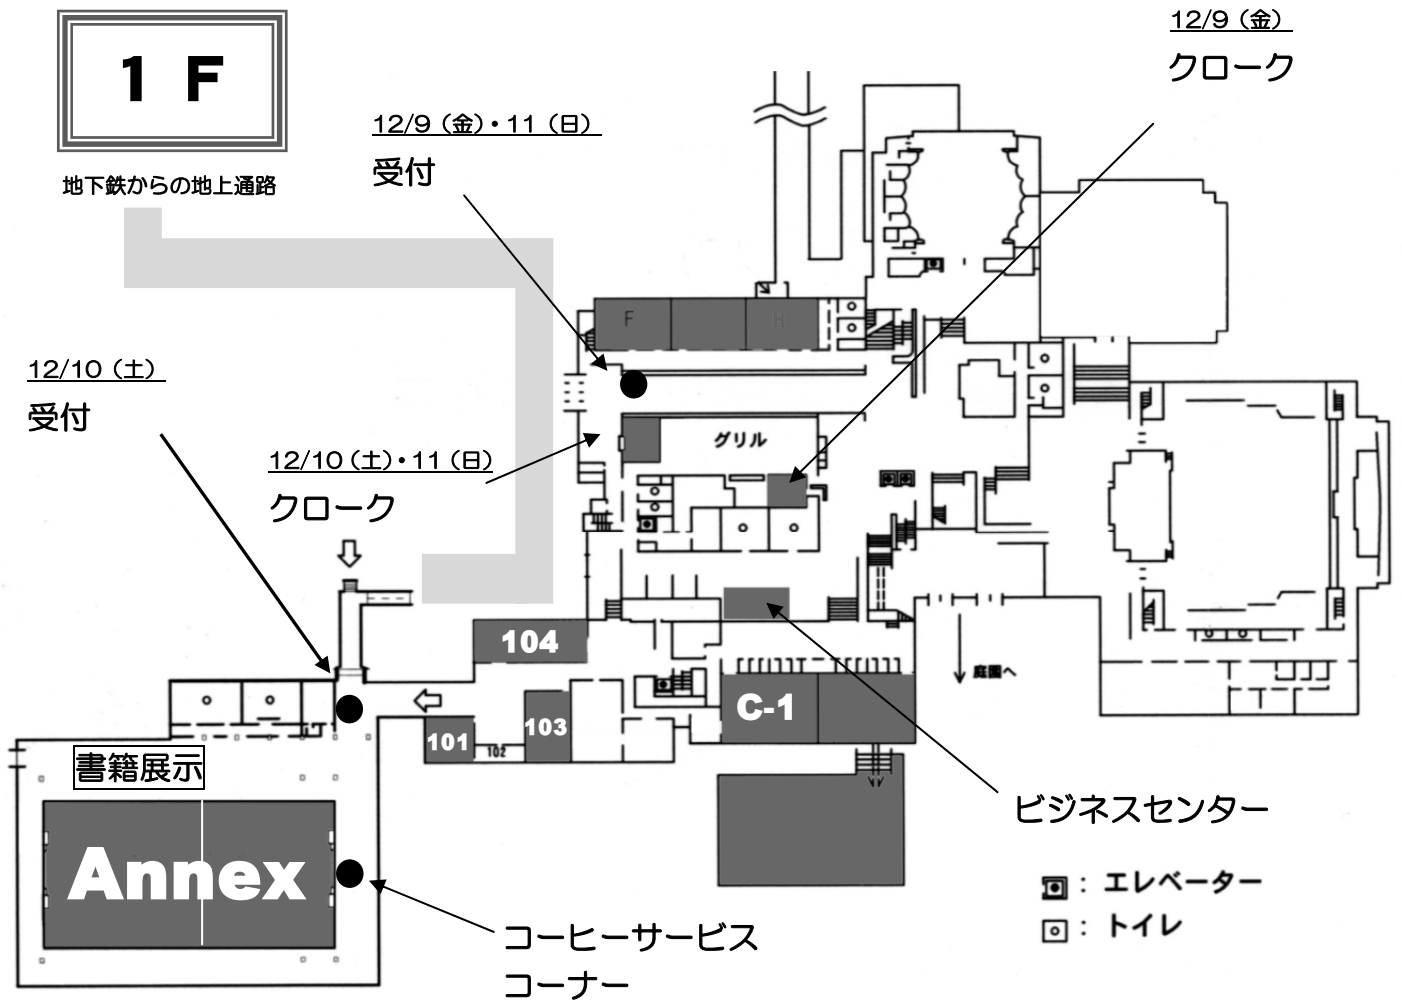 1 F
地下鉄からの地上通路
12/9（金）
クローク
12/9（金）・11（日）
受付
F
H
12/10（土）
受付
グリル
12/10（土）・11（日）
クローク
104
庭園へ
C-1
101
102
103
書籍展示
Annex
ビジネスセンター
：エレベーター
：トイレ
コーヒーサービス
コーナー